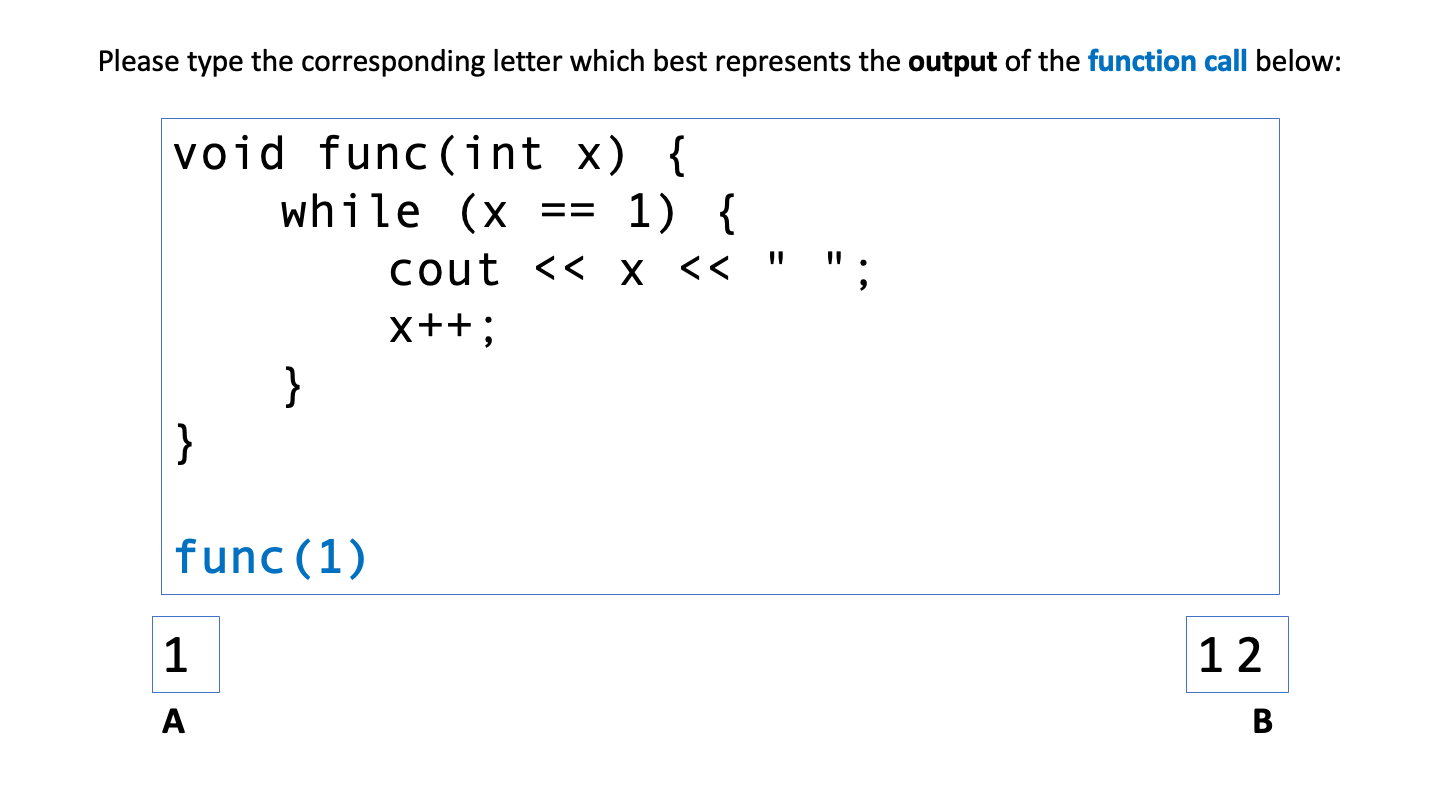 Please type the corresponding letter which best represents the output of the function call below:
void func(int x) {
    while (x == 1) {
        cout << x << " ";
        x++;
    }
}
func(1)
1
1 2
A
B